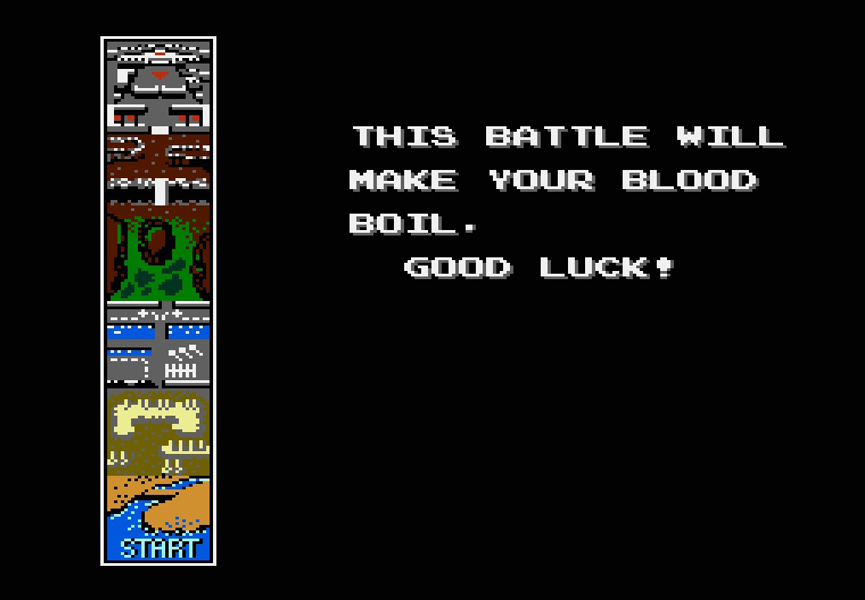 THIS BATTLE WILL
MAKE YOUR BLOOD
BOIL.
GOOD LUCK!
START